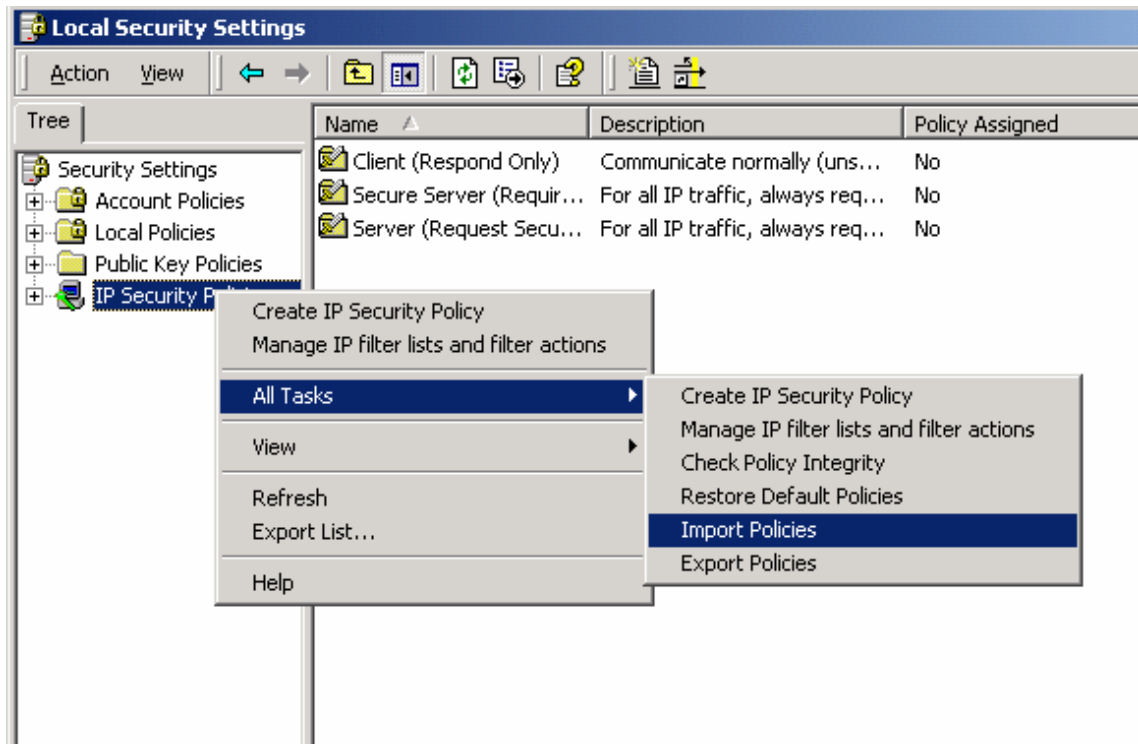 Local Security Settings
Action View
Tree
Name Description Policy Assigned
Security Settings
Account Policies
Local Policies
Public Key Policies
IP Security P
Client (Respond Only) Communicate normally (uns... No
Secure Server (Requir... For all IP traffic, always req... No
Server (Request Secu... For all IP traffic, always req... No
Create IP Security Policy
Manage IP filter lists and filter actions
All Tasks
View
Refresh
Export List...
Help
Create IP Security Policy
Manage IP filter lists and filter actions
Check Policy Integrity
Restore Default Policies
Import Policies
Export Policies